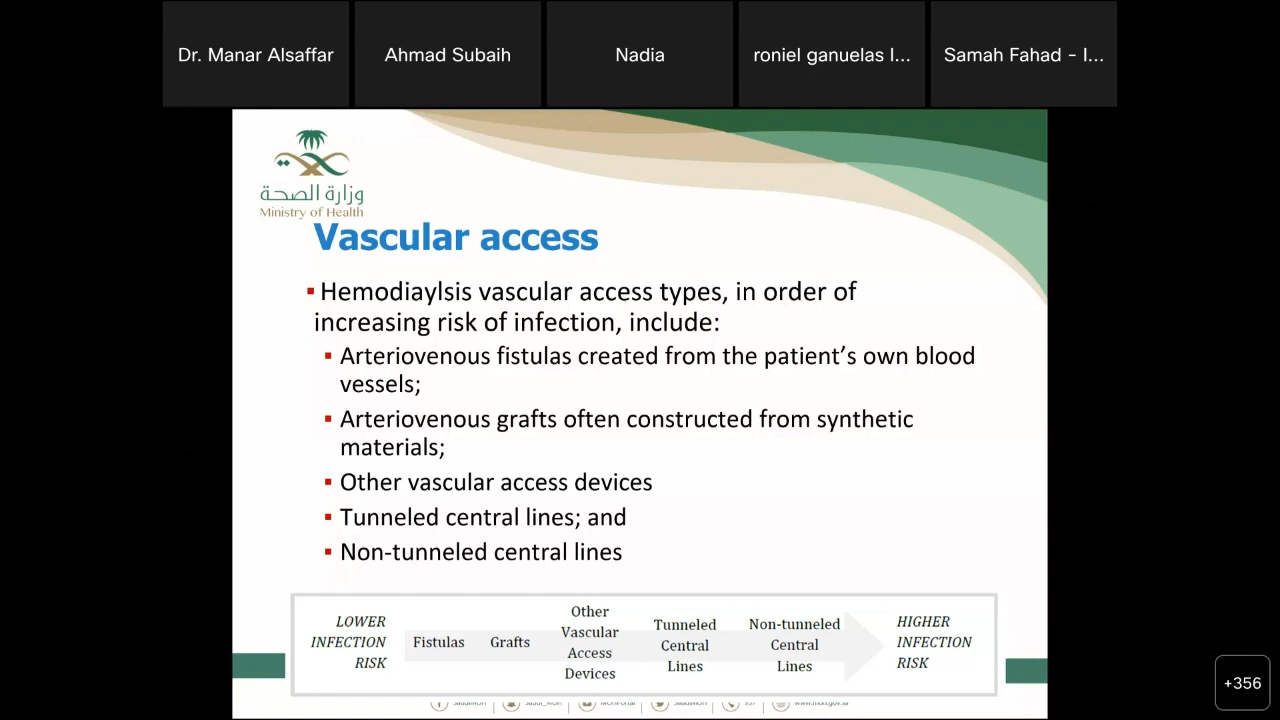 Dr. Manar Alsaffar
Ahmad Subaih
Nadia
roniel ganuelas l...
Samah Fahad - I...
وزارة الصحة
Ministry of Health
Vascular access
Hemodiaylsis vascular access types, in order of
increasing risk of infection, include:
Arteriovenous fistulas created from the patient’s own blood
vessels;
Arteriovenous grafts often constructed from synthetic
materials;
Other vascular access devices
Tunneled central lines; and
Non-tunneled central lines
LOWER
INFECTION
RISK
Fistulas
Grafts
Other
Vascular
Access
Devices
Tunneled
Central
Lines
Non-tunneled
Central
Lines
HIGHER
INFECTION
RISK
+356